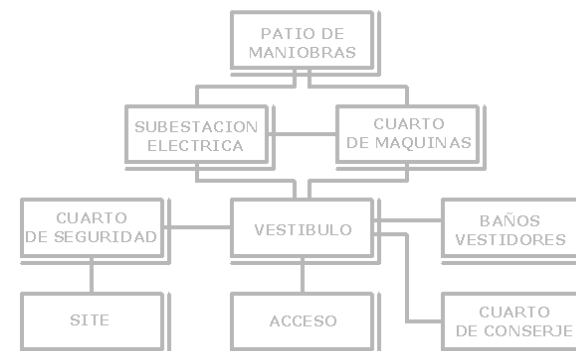 PATIO DE
MANIOBRAS
SUBESTACION
ELECTRICA
CUARTO
DE MAQUINAS
CUARTO
DE SEGURIDAD
VESTIBULO
BAÑOS
VESTIDORES
SITE
ACCESO
CUARTO
DE CONSERJE